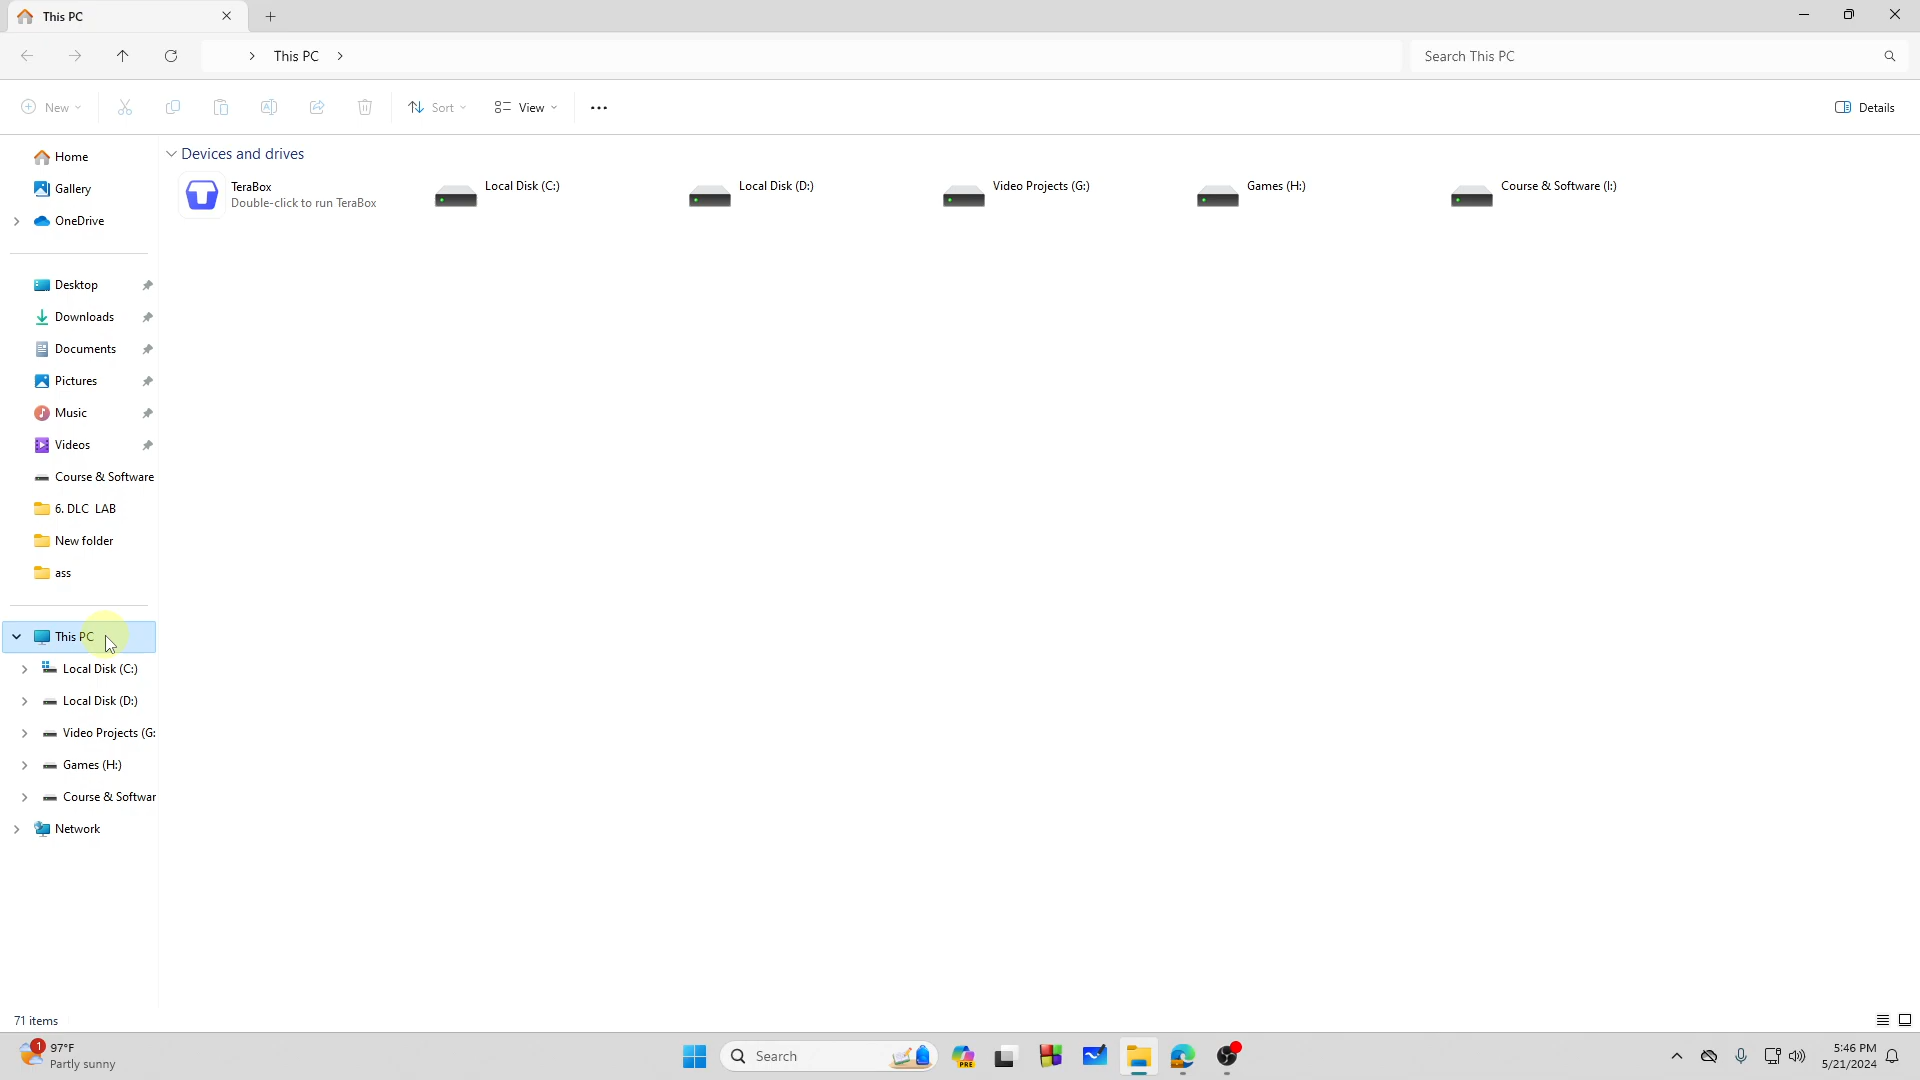 This PC
This PC
Search This PC
New
Sort
View
Details
Home
Gallery
OneDrive
Desktop
Downloads
Documents
Pictures
Music
Videos
Course & Software
6. DLC LAB
New folder
ass
This PC
Local Disk (C:)
Local Disk (D:)
Video Projects (G:
Games (H:)
Course & Softwar
Network
Devices and drives
TeraBox
Double-click to run TeraBox
Local Disk (C:)
Local Disk (D:)
Video Projects (G:)
Games (H:)
Course & Software (I:)
71 items
1
97°F
Partly sunny
Search
PRE
5:46 PM
5/21/2024